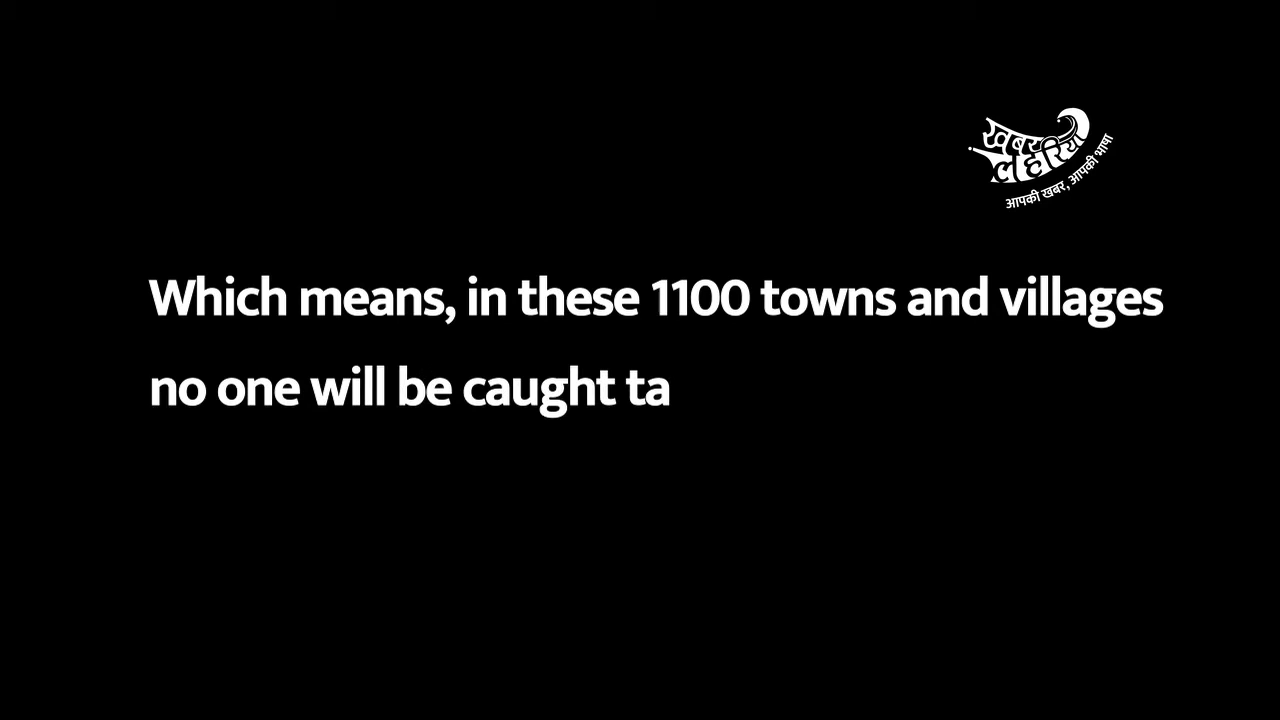 खबर
लहरिया
आपकी खबर, आपकी भाषा
Which means, in these 1100 towns and villages
no one will be caught ta